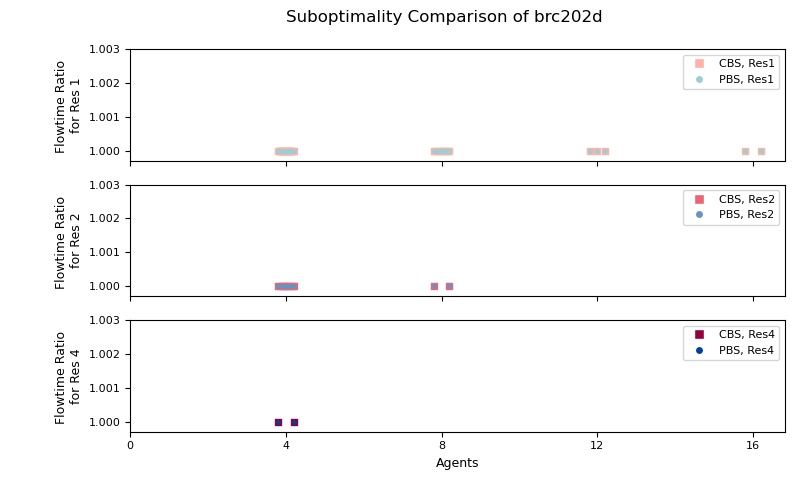 Suboptimality Comparison of brc202d
Flowtime Ratio
for Res 1
1.003
1.002
1.001
1.000
CBS, Res1
PBS, Res1
Flowtime Ratio
for Res 2
1.003
1.002
1.001
1.000
CBS, Res2
PBS, Res2
Flowtime Ratio
for Res 4
1.003
1.002
1.001
1.000
CBS, Res4
PBS, Res4
0 4 8 12 16
Agents